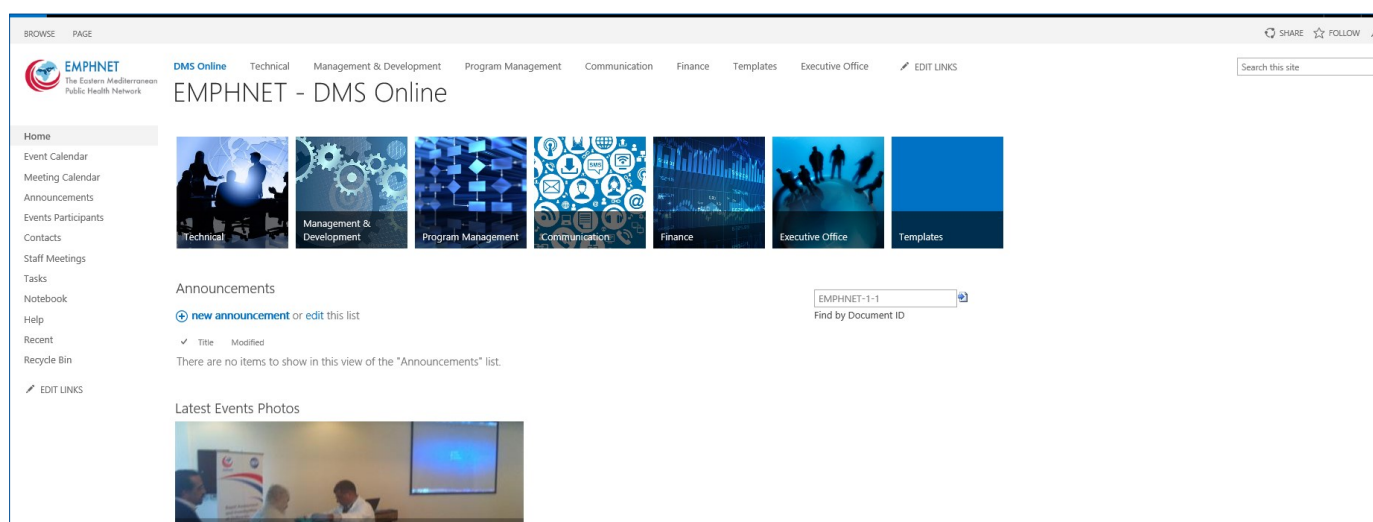 BROWSE PAGE
SHARE FOLLOW
EMPHNET
The Eastern Mediterranean
Public Health Network
DMS Online Technical Management & Development Program Management Communication Finance Templates Executive Office EDIT LINKS
Search this site
EMPHNET - DMS Online
Home
Event Calendar
Meeting Calendar
Announcements
Events Participants
Contacts
Staff Meetings
Tasks
Notebook
Help
Recent
Recycle Bin
EDIT LINKS
Technical
Management &
Development
Program Management
SMS
Communication
Finance
Executive Office
Templates
Announcements
new announcement or edit this list
Title Modified
There are no items to show in this view of the "Announcements" list.
EMPHNET-1-1
Find by Document ID
Latest Events Photos